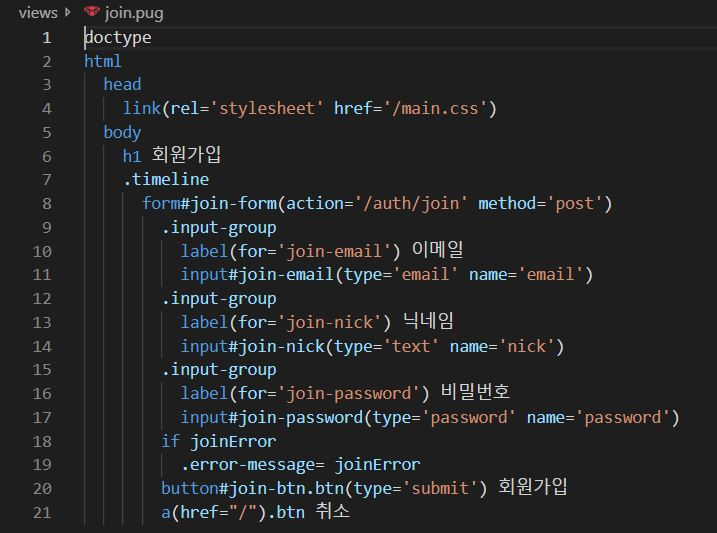 views > join.pug
1 doctype
2 html
3   head
4     link(rel='stylesheet' href='/main.css')
5   body
6     h1 회원가입
7     .timeline
8       form#join-form(action='/auth/join' method='post')
9         .input-group
10           label(for='join-email') 이메일
11           input#join-email(type='email' name='email')
12         .input-group
13           label(for='join-nick') 닉네임
14           input#join-nick(type='text' name='nick')
15         .input-group
16           label(for='join-password') 비밀번호
17           input#join-password(type='password' name='password')
18         if joinError
19           .error-message= joinError
20         button#join-btn.btn(type='submit') 회원가입
21         a(href="/").btn 취소